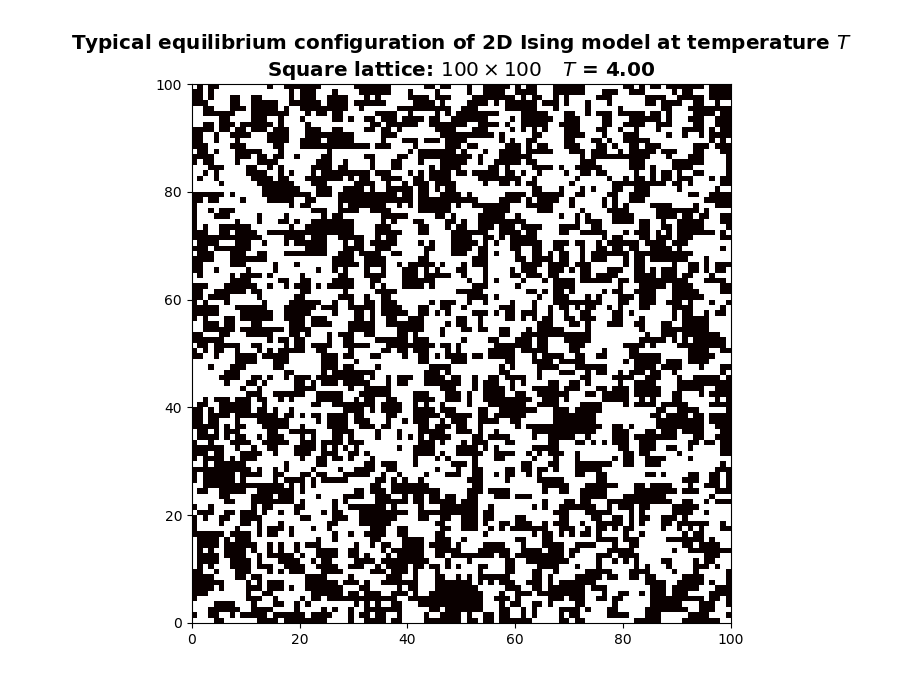 Typical equilibrium configuration of 2D Ising model at temperature T
Square lattice: 100 × 100 T = 4.00
100
80
60
40
20
0
0 20 40 60 80 100